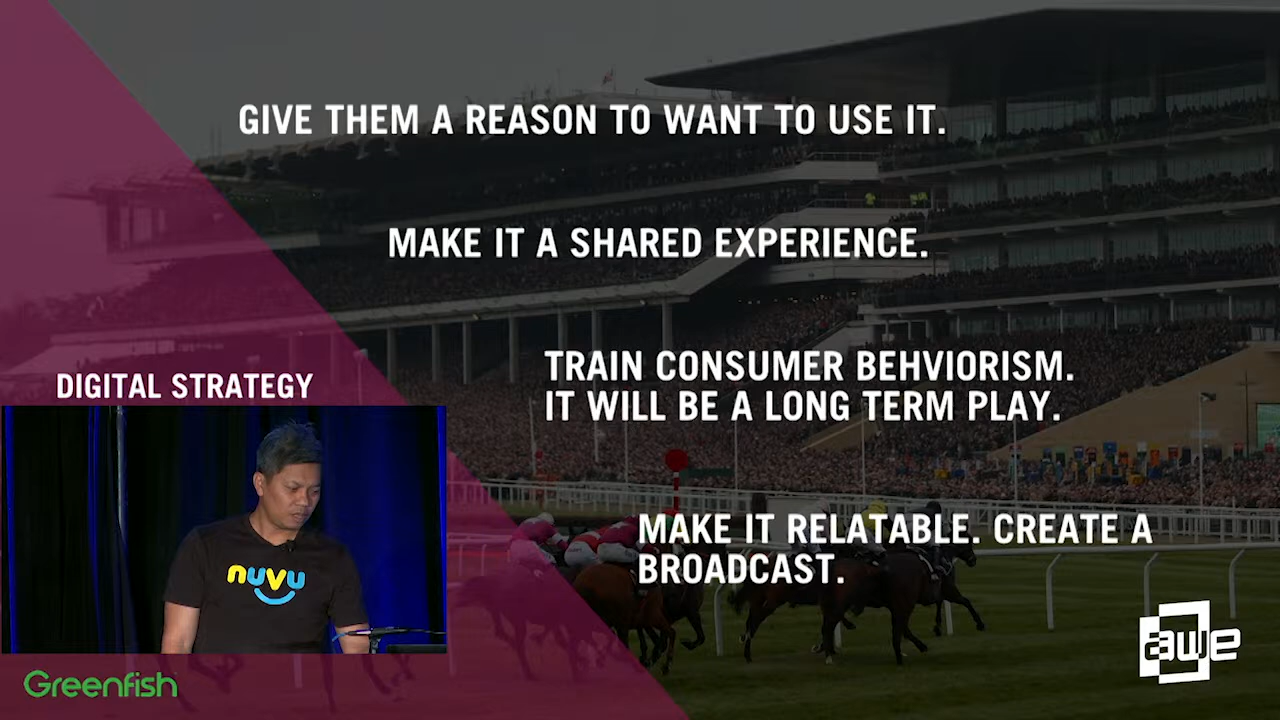 GIVE THEM A REASON TO WANT TO USE IT.
MAKE IT A SHARED EXPERIENCE.
TRAIN CONSUMER BEHVIORISM.
IT WILL BE A LONG TERM PLAY.
DIGITAL STRATEGY
nuvu
MAKE IT RELATABLE. CREATE A
BROADCAST.
awe
Greenfish